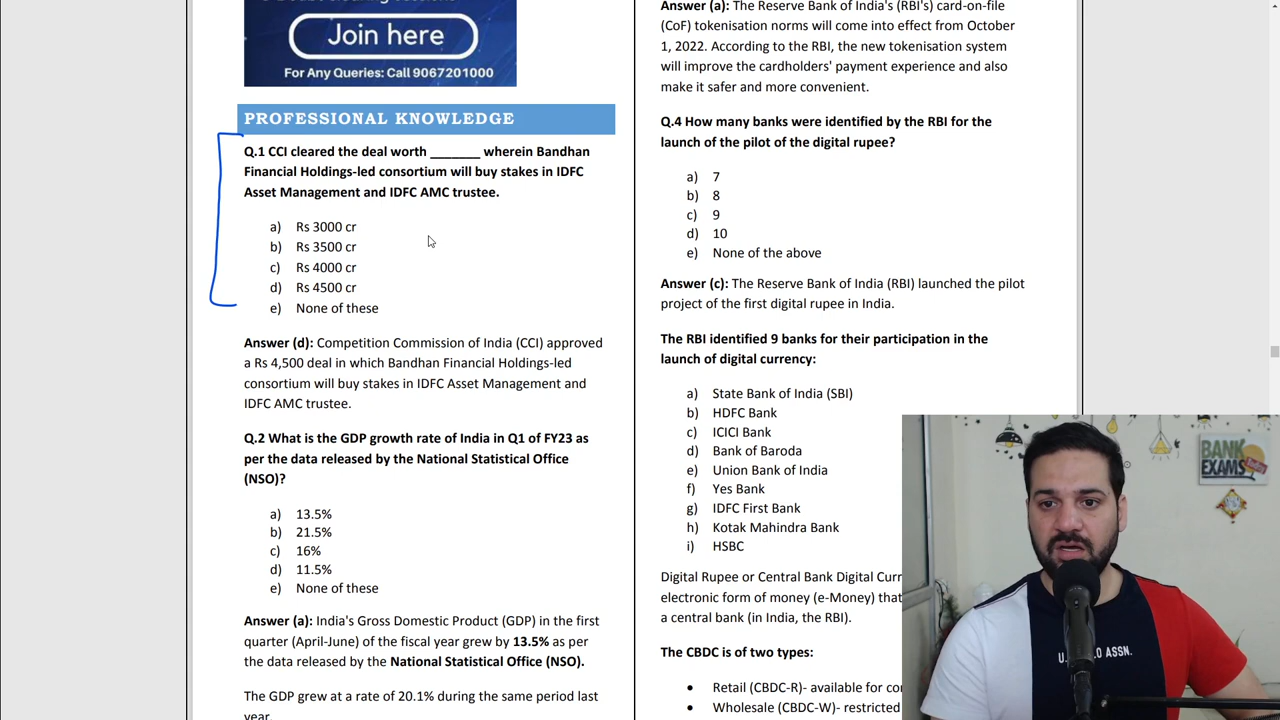 Join here
For Any Queries: Call 9067201000
PROFESSIONAL KNOWLEDGE
Q.1 CCI cleared the deal worth _______ wherein Bandhan
Financial Holdings-led consortium will buy stakes in IDFC
Asset Management and IDFC AMC trustee.
a) Rs 3000 cr
b) Rs 3500 cr
c) Rs 4000 cr
d) Rs 4500 cr
e) None of these
Answer (d): Competition Commission of India (CCI) approved
a Rs 4,500 deal in which Bandhan Financial Holdings-led
consortium will buy stakes in IDFC Asset Management and
IDFC AMC trustee.
Q.2 What is the GDP growth rate of India in Q1 of FY23 as
per the data released by the National Statistical Office
(NSO)?
a) 13.5%
b) 21.5%
c) 16%
d) 11.5%
e) None of these
Answer (a): India's Gross Domestic Product (GDP) in the first
quarter (April-June) of the fiscal year grew by 13.5% as per
the data released by the National Statistical Office (NSO).
The GDP grew at a rate of 20.1% during the same period last
year.
Answer (a): The Reserve Bank of India's (RBI's) card-on-file
(CoF) tokenisation norms will come into effect from October
1, 2022. According to the RBI, the new tokenisation system
will improve the cardholders' payment experience and also
make it safer and more convenient.
Q.4 How many banks were identified by the RBI for the
launch of the pilot of the digital rupee?
a) 7
b) 8
c) 9
d) 10
e) None of the above
Answer (c): The Reserve Bank of India (RBI) launched the pilot
project of the first digital rupee in India.
The RBI identified 9 banks for their participation in the
launch of digital currency:
a) State Bank of India (SBI)
b) HDFC Bank
c) ICICI Bank
d) Bank of Baroda
e) Union Bank of India
f) Yes Bank
g) IDFC First Bank
h) Kotak Mahindra Bank
i) HSBC
Digital Rupee or Central Bank Digital Curr
electronic form of money (e-Money) that
a central bank (in India, the RBI).
The CBDC is of two types:
• Retail (CBDC-R)- available for co
• Wholesale (CBDC-W)- restricted
BANK
EXAMS
ASSN.